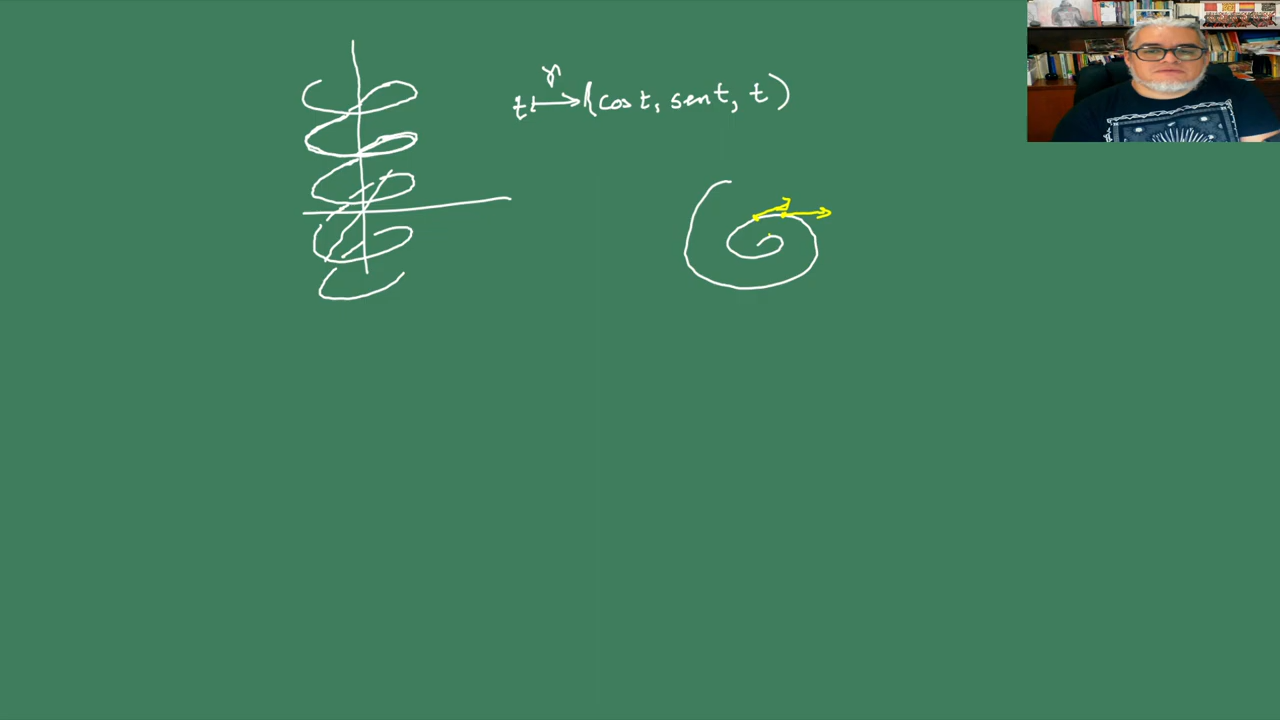 γ
t ↦ (cos t, sen t, t)